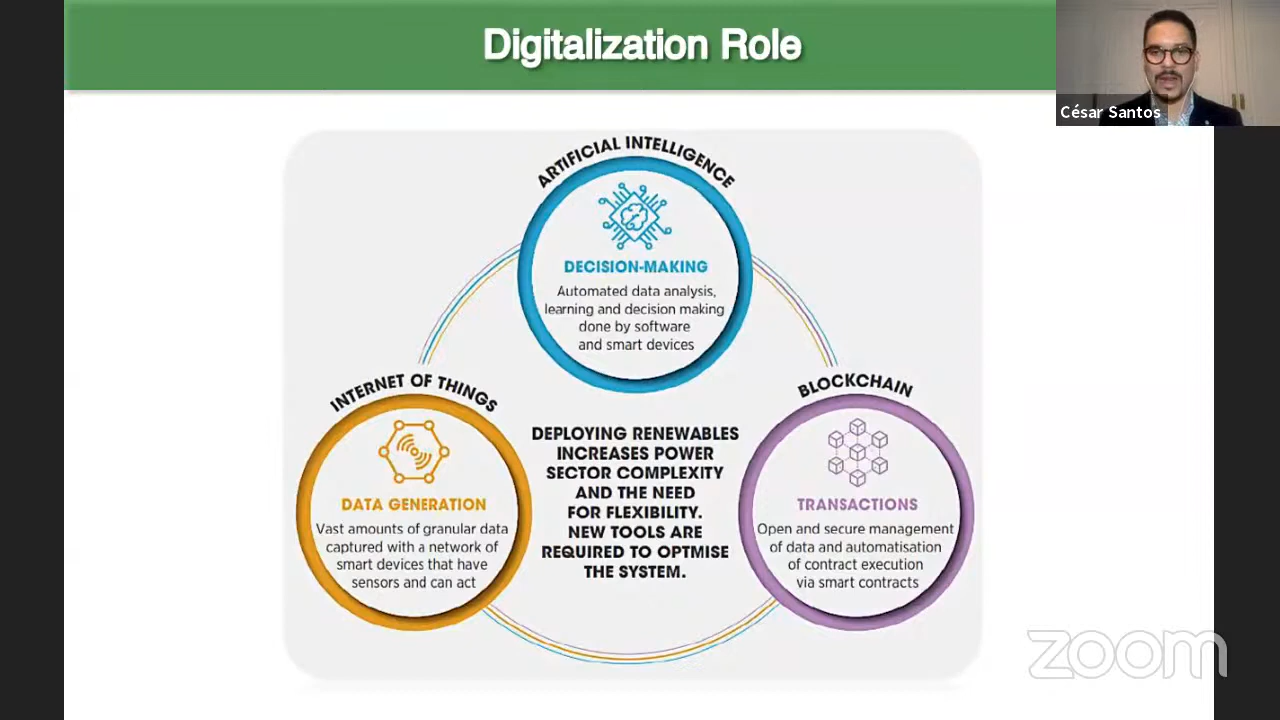 Digitalization Role
César Santos
ARTIFICIAL INTELLIGENCE
DECISION-MAKING
Automated data analysis,
learning and decision making
done by software
and smart devices
INTERNET OF THINGS
DATA GENERATION
Vast amounts of granular data
captured with a network of
smart devices that have
sensors and can act
DEPLOYING RENEWABLES
INCREASES POWER
SECTOR COMPLEXITY
AND THE NEED
FOR FLEXIBILITY.
NEW TOOLS ARE
REQUIRED TO OPTMISE
THE SYSTEM.
BLOCKCHAIN
TRANSACTIONS
Open and secure management
of data and automatisation
of contract execution
via smart contracts
zoom